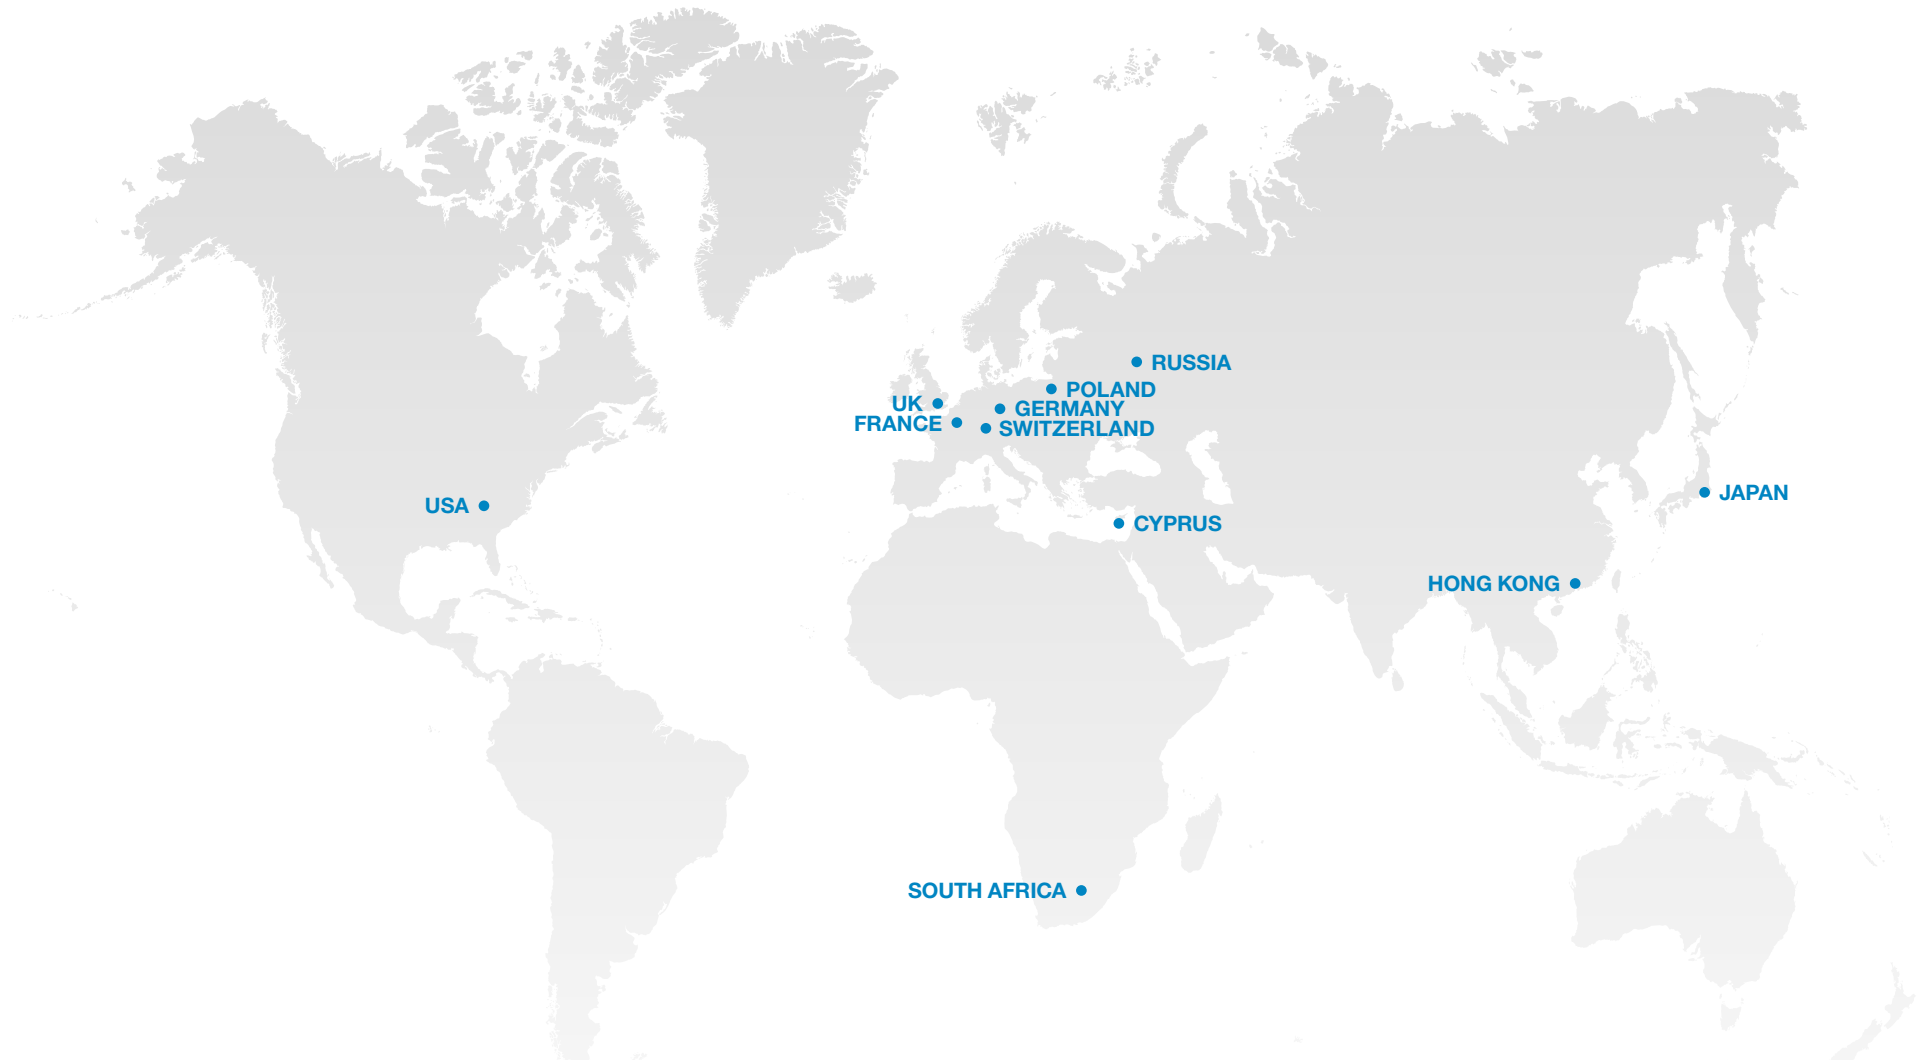 RUSSIA
POLAND
UK
GERMANY
FRANCE
SWITZERLAND
JAPAN
USA
CYPRUS
HONG KONG
SOUTH AFRICA